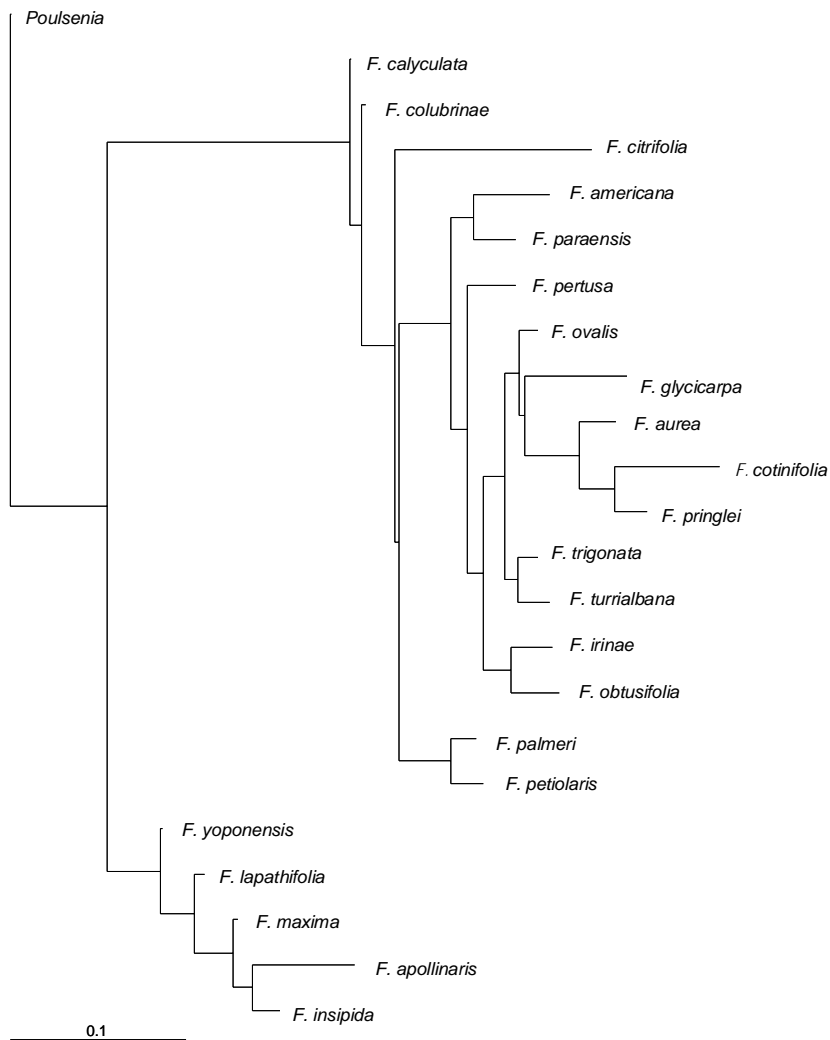 Poulsenia
F. calyculata
F. colubrinae
F. citrifolia
F. americana
F. paraensis
F. pertusa
F. ovalis
F. glycicarpa
F. aurea
F. cotinifolia
F. pringlei
F. trigonata
F. turrialbana
F. irinae
F. obtusifolia
F. palmeri
F. petiolaris
F. yoponensis
F. lapathifolia
F. maxima
F. apollinaris
F. insipida
0.1